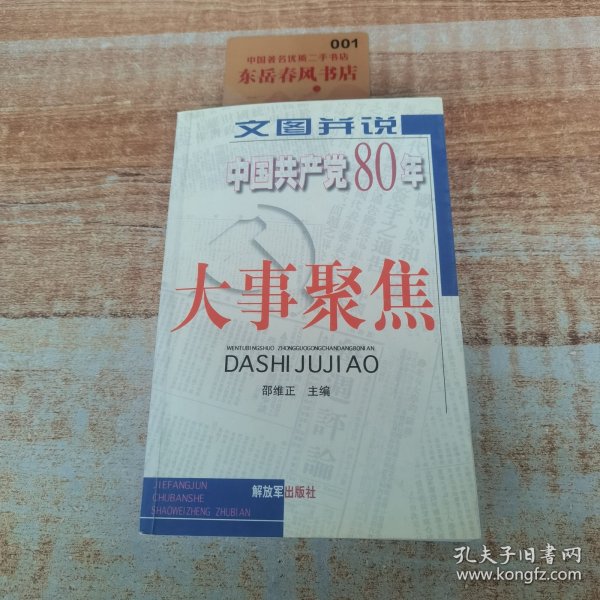 001
中国著名优质二手书店
东岳春风书店
文图并说
中国共产党80年
大事聚焦
WENTUBINGSHUO ZHONGGUOGONGCHANDANG80NIAN
DASHIJUJIAO
邵维正 主编
評論
JIEFANGJUN
CHUBANSHE
SHAOWEIZHENG ZHUBIAN
解放军出版社
孔夫子旧书网
www.kongfz.com